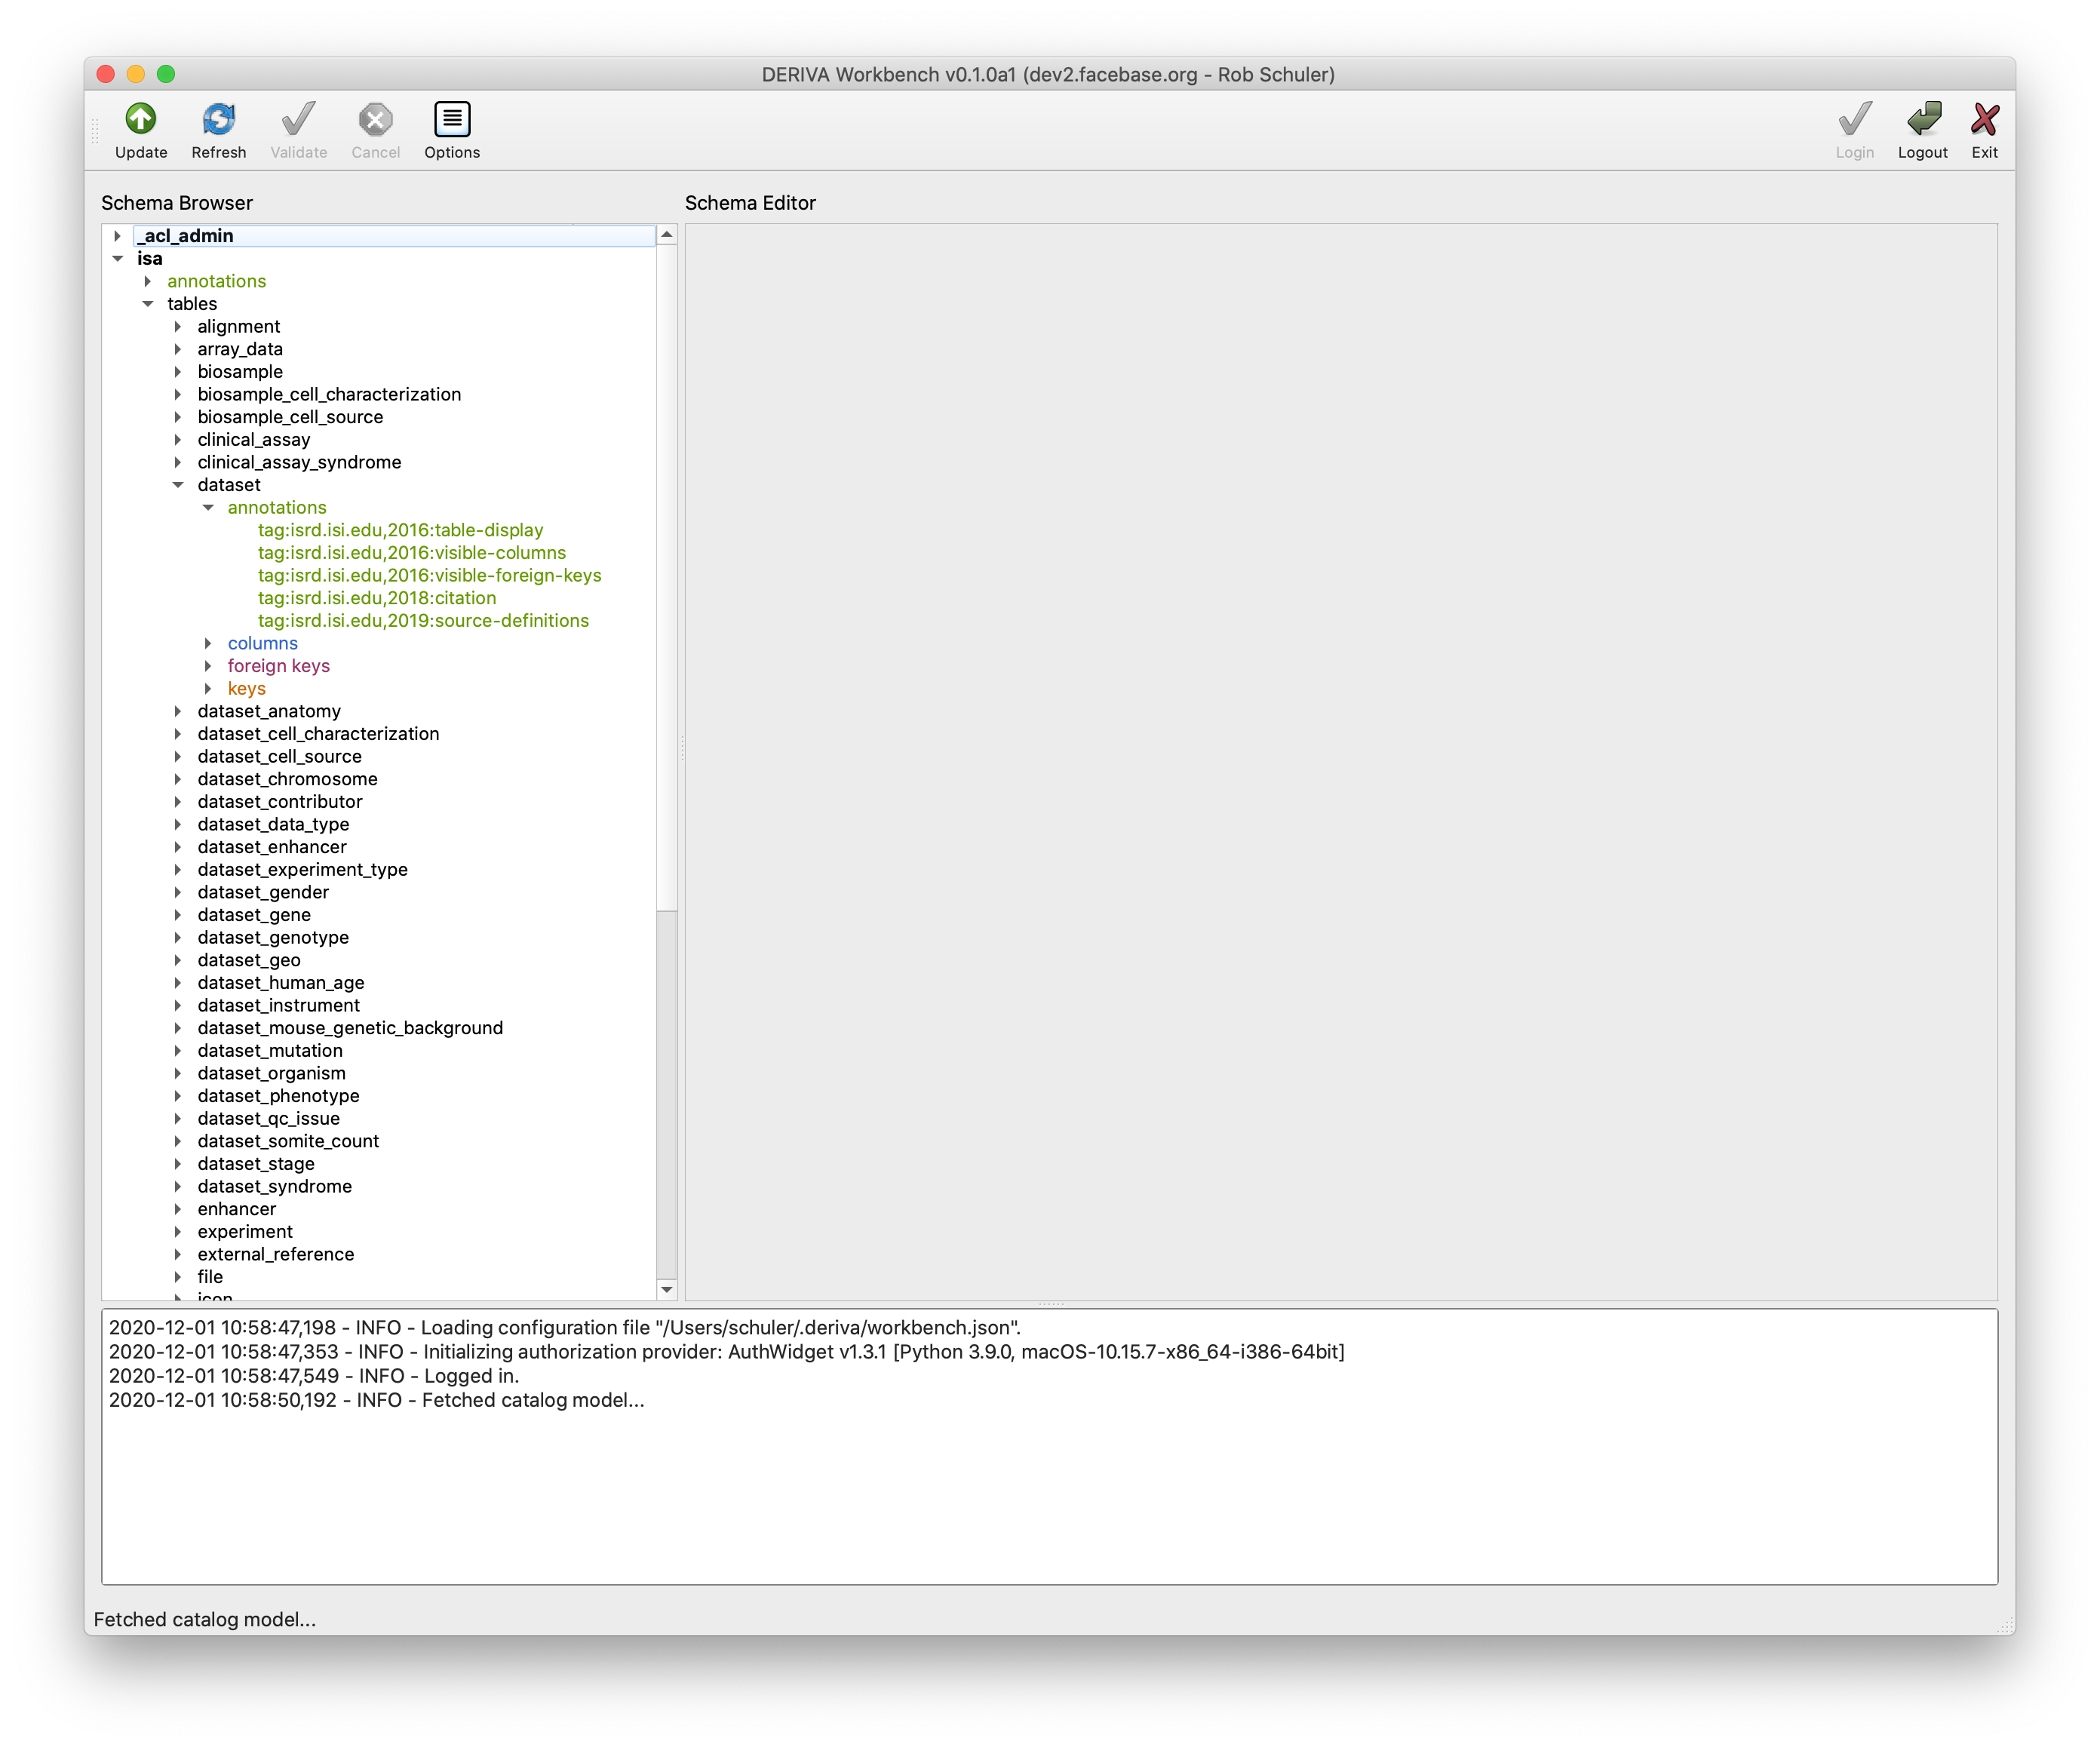 DERIVA Workbench v0.1.0a1 (dev2.facebase.org - Rob Schuler)
Update Refresh Validate Cancel Options Login Logout Exit
Schema Browser Schema Editor
_acl_admin
isa
annotations
tables
alignment
array_data
biosample
biosample_cell_characterization
biosample_cell_source
clinical_assay
clinical_assay_syndrome
dataset
annotations
tag:isrd.isi.edu,2016:table-display
tag:isrd.isi.edu,2016:visible-columns
tag:isrd.isi.edu,2016:visible-foreign-keys
tag:isrd.isi.edu,2018:citation
tag:isrd.isi.edu,2019:source-definitions
columns
foreign keys
keys
dataset_anatomy
dataset_cell_characterization
dataset_cell_source
dataset_chromosome
dataset_contributor
dataset_data_type
dataset_enhancer
dataset_experiment_type
dataset_gender
dataset_gene
dataset_genotype
dataset_geo
dataset_human_age
dataset_instrument
dataset_mouse_genetic_background
dataset_mutation
dataset_organism
dataset_phenotype
dataset_qc_issue
dataset_somite_count
dataset_stage
dataset_syndrome
enhancer
experiment
external_reference
file
icon
2020-12-01 10:58:47,198 - INFO - Loading configuration file "/Users/schuler/.deriva/workbench.json".
2020-12-01 10:58:47,353 - INFO - Initializing authorization provider: AuthWidget v1.3.1 [Python 3.9.0, macOS-10.15.7-x86_64-i386-64bit]
2020-12-01 10:58:47,549 - INFO - Logged in.
2020-12-01 10:58:50,192 - INFO - Fetched catalog model...
Fetched catalog model...